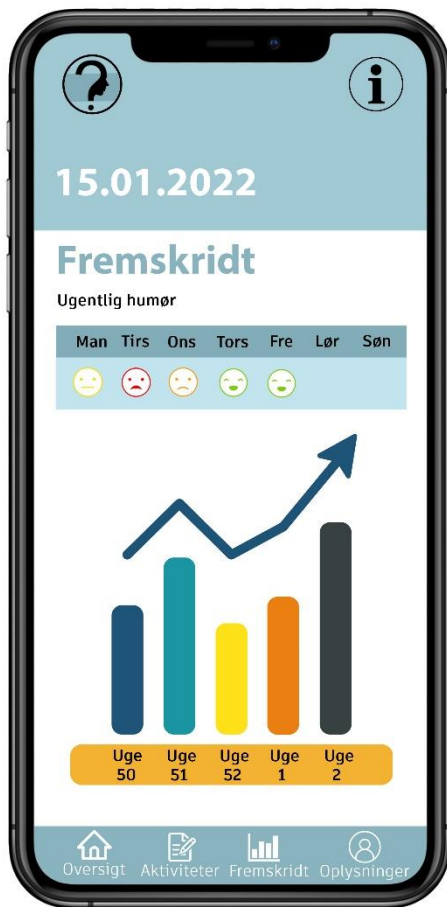 15.01.2022
Fremskridt
Ugentlig humør
Man Tirs Ons Tors Fre Lør Søn
Uge 50 Uge 51 Uge 52 Uge 1 Uge 2
Oversigt Aktiviteter Fremskridt Oplysninger